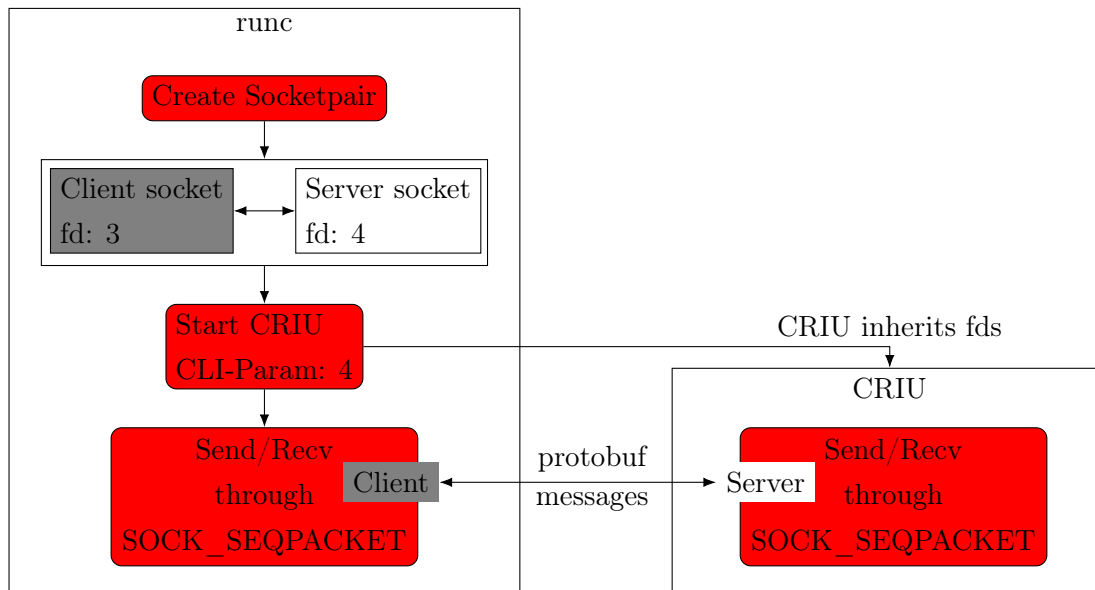 runc
Create Socketpair
Client socket
fd: 3
Server socket
fd: 4
Start CRIU
CLI-Param: 4
CRIU inherits fds
CRIU
Send/Recv
through
SOCK_SEQPACKET
Client
protobuf
messages
Server
Send/Recv
through
SOCK_SEQPACKET